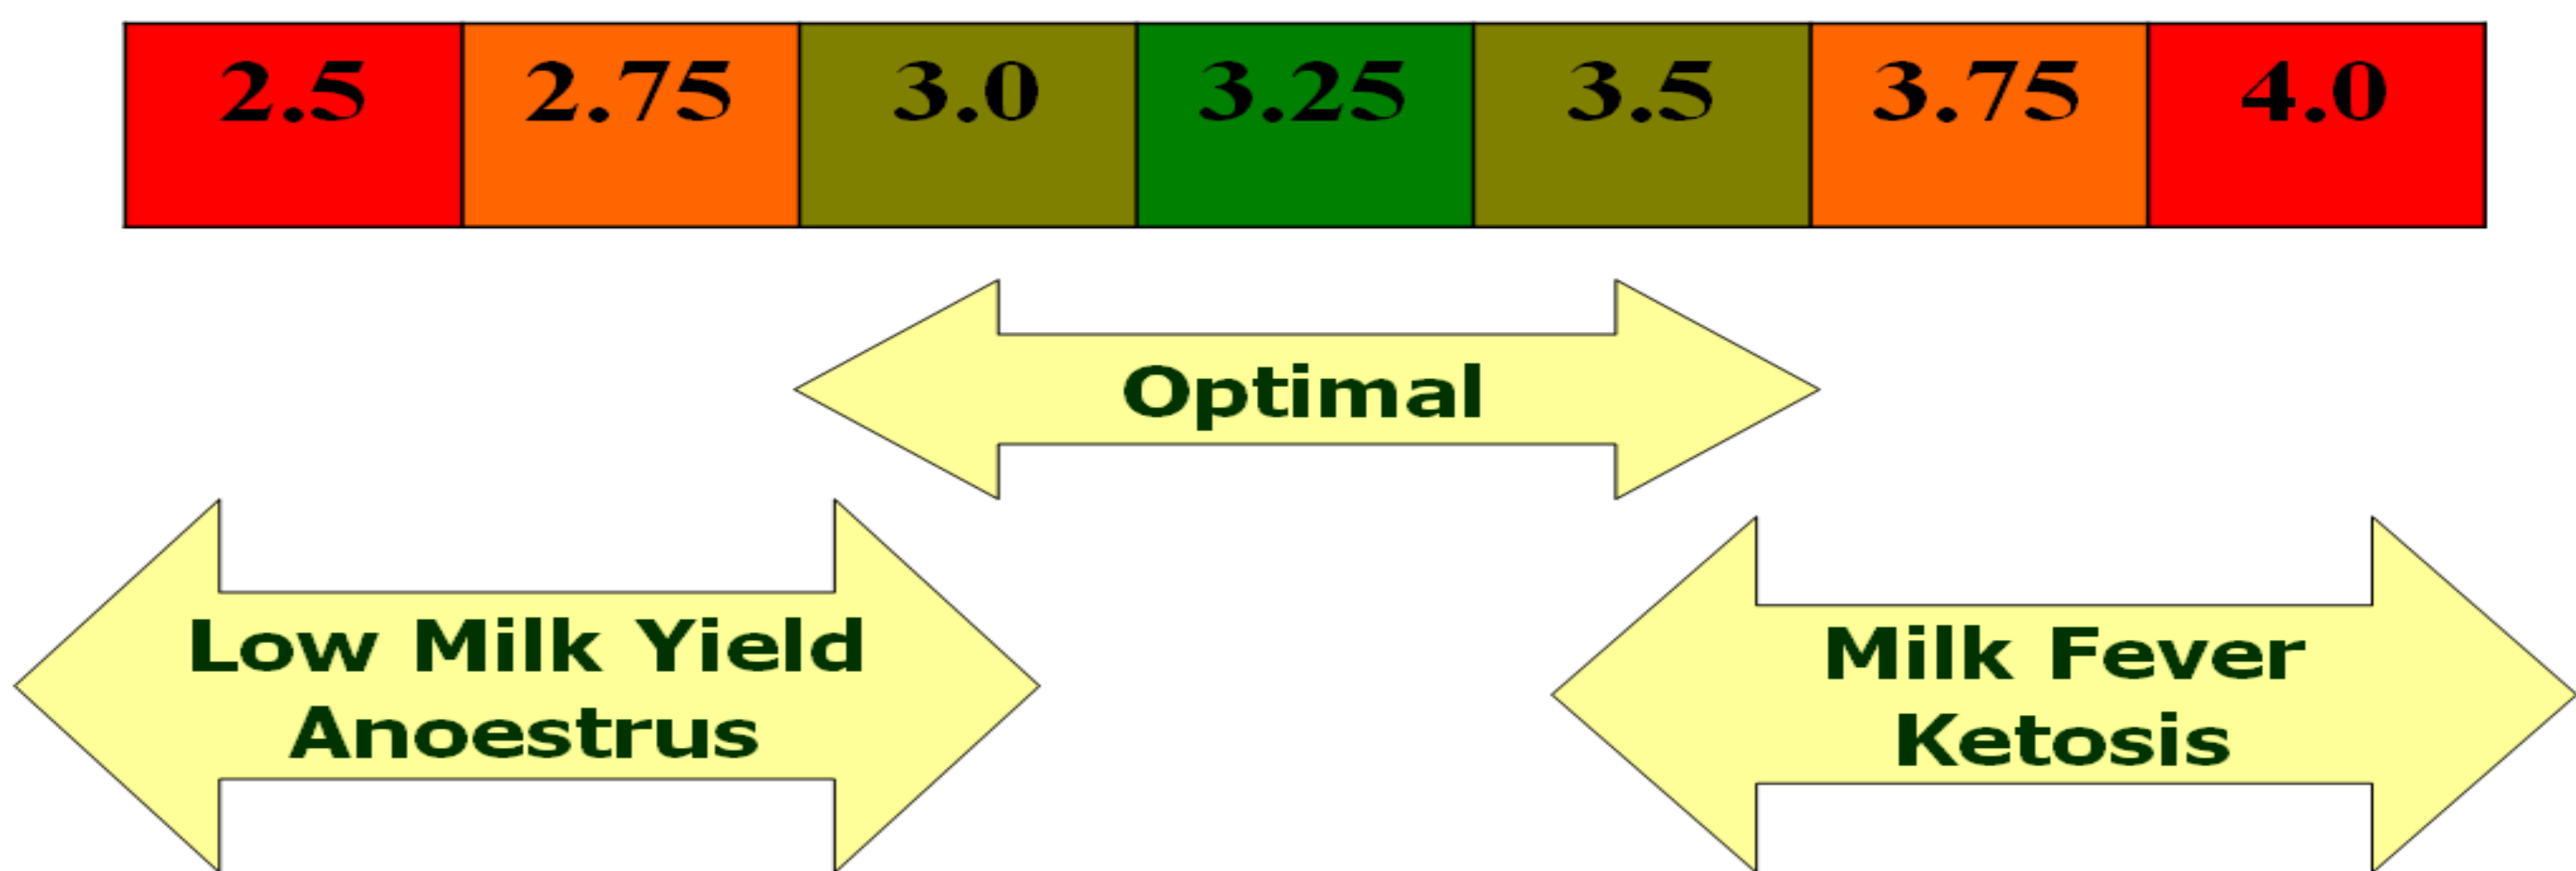 2.5 2.75 3.0 3.25 3.5 3.75 4.0
Optimal
Low Milk Yield
Anoestrus
Milk Fever
Ketosis